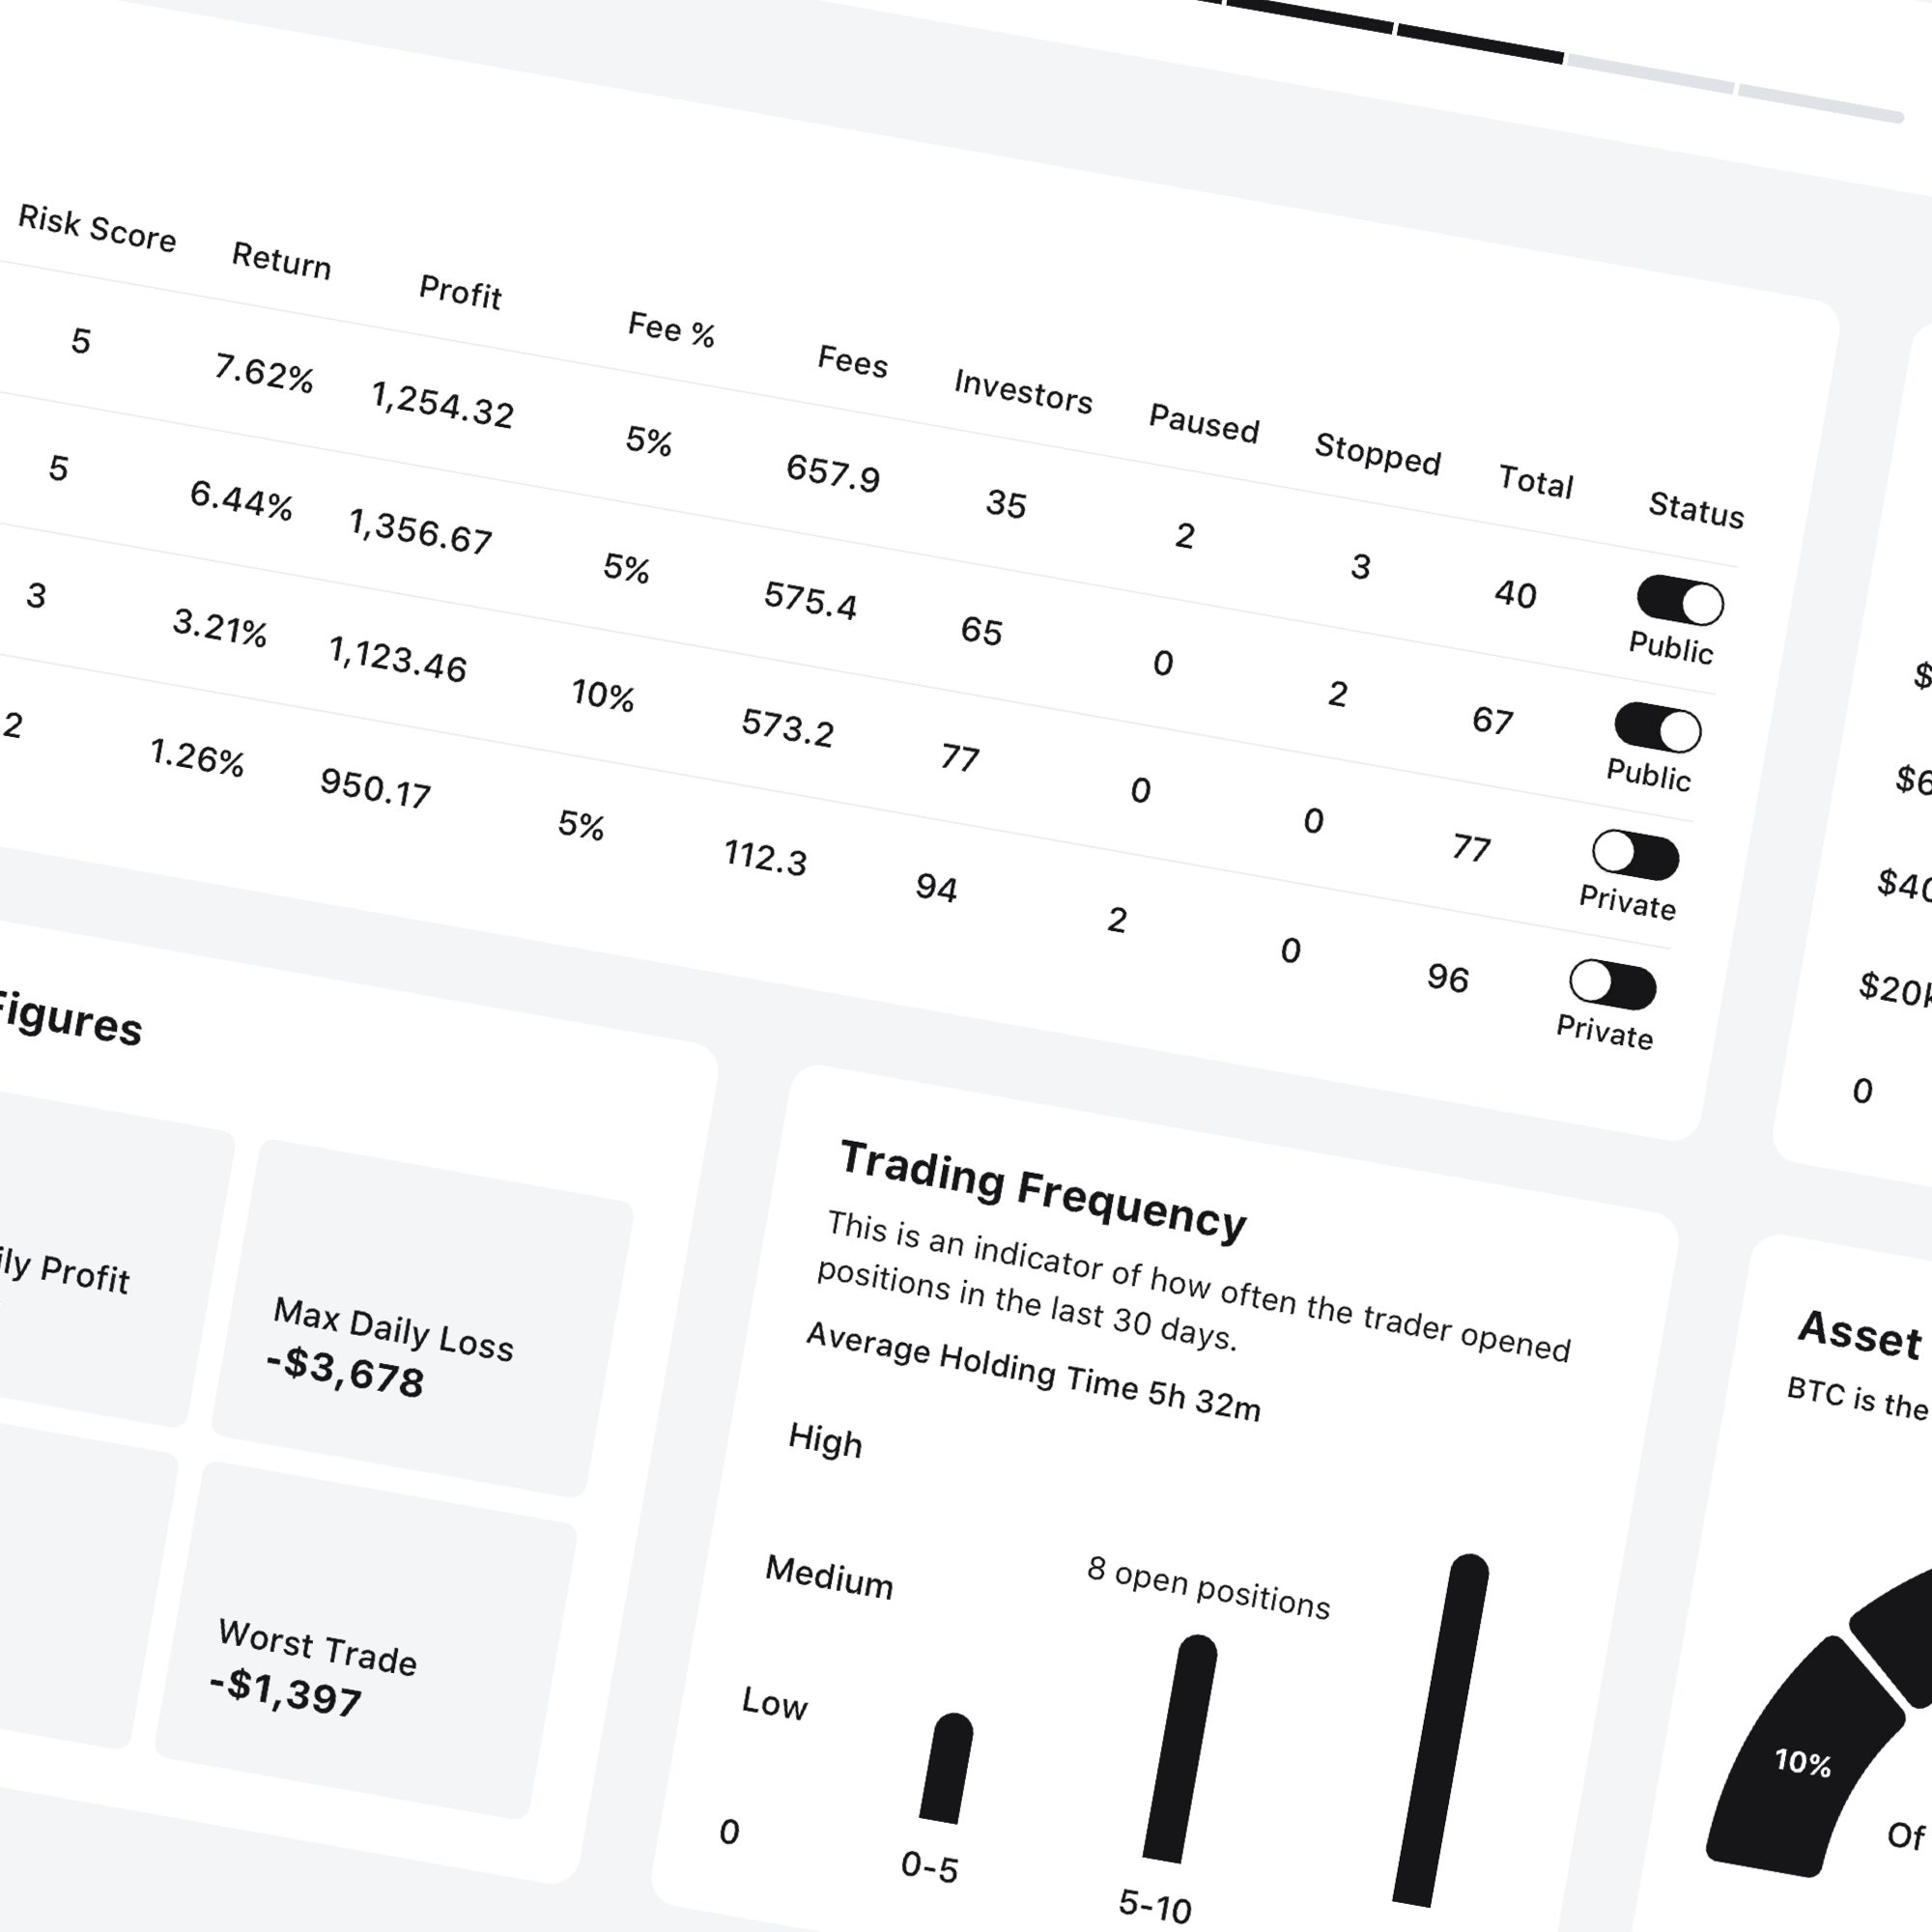 Risk Score Return Profit Fee % Fees Investors Paused Stopped Total Status
5 7.62% 1,254.32 5% 657.9 35 2 3 40 Public
5 6.44% 1,356.67 5% 575.4 65 0 2 67 Public
3 3.21% 1,123.46 10% 573.2 77 0 0 77 Private
2 1.26% 950.17 5% 112.3 94 2 0 96 Private
$20k
0
Figures
Profit
Max Daily Loss
-$3,678
Worst Trade
-$1,397
Trading Frequency
This is an indicator of how often the trader opened
positions in the last 30 days.
Average Holding Time 5h 32m
High
Medium
Low
0
8 open positions
0-5
5-10
Asset
BTC is the
10%
Of